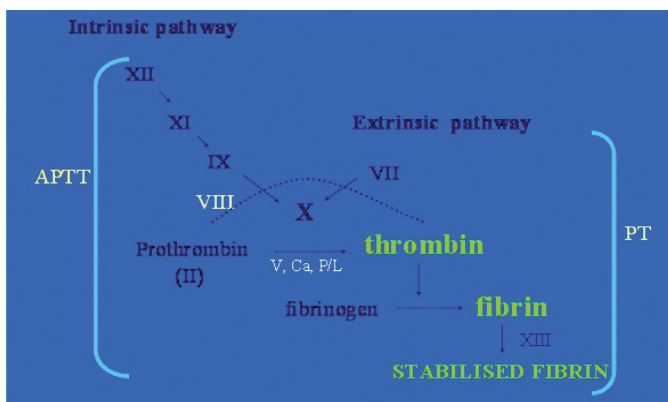 Intrinsic pathway
XII
XI
Extrinsic pathway
IX
APTT
VII
VIII
X
PT
Prothrombin
(II)
thrombin
V, Ca, P/L
fibrinogen
fibrin
XIII
STABILISED FIBRIN